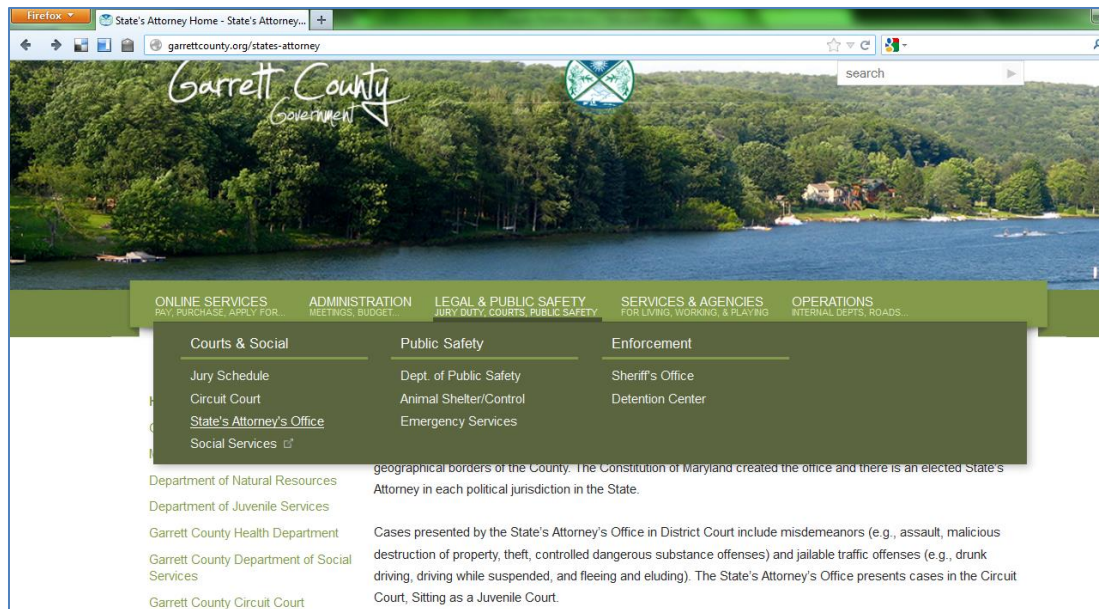 Firefox
State's Attorney Home - State's Attorney... +
garrettcounty.org/states-attorney
Garrett County
Government
search
ONLINE SERVICES
PAY, PURCHASE, APPLY FOR...
ADMINISTRATION
MEETINGS, BUDGET...
LEGAL & PUBLIC SAFETY
JURY DUTY, COURTS, PUBLIC SAFETY
SERVICES & AGENCIES
FOR LIVING, WORKING, & PLAYING
OPERATIONS
INTERNAL DEPTS, ROADS...
Courts & Social
Jury Schedule
Circuit Court
State's Attorney's Office
Social Services
Public Safety
Dept. of Public Safety
Animal Shelter/Control
Emergency Services
Enforcement
Sheriff's Office
Detention Center
Department of Natural Resources
Department of Juvenile Services
Garrett County Health Department
Garrett County Department of Social
Services
Garrett County Circuit Court
geographical borders of the County. The Constitution of Maryland created the office and there is an elected State's
Attorney in each political jurisdiction in the State.
Cases presented by the State's Attorney's Office in District Court include misdemeanors (e.g., assault, malicious
destruction of property, theft, controlled dangerous substance offenses) and jailable traffic offenses (e.g., drunk
driving, driving while suspended, and fleeing and eluding). The State's Attorney's Office presents cases in the Circuit
Court, Sitting as a Juvenile Court.